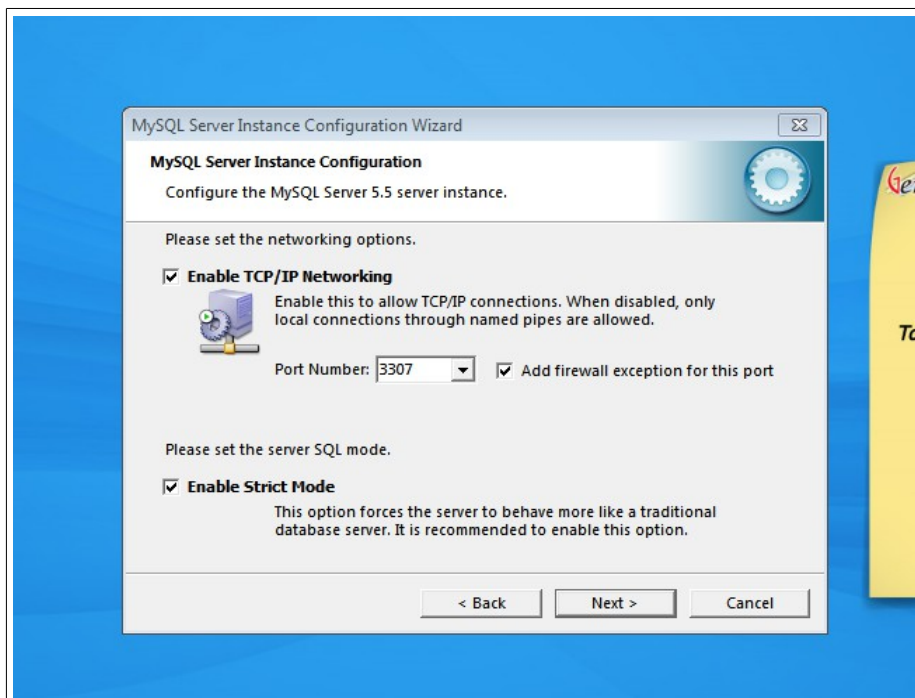 MySQL Server Instance Configuration Wizard
MySQL Server Instance Configuration
Configure the MySQL Server 5.5 server instance.
Please set the networking options.
Enable TCP/IP Networking
Enable this to allow TCP/IP connections. When disabled, only
local connections through named pipes are allowed.
Port Number: 3307 Add firewall exception for this port
Please set the server SQL mode.
Enable Strict Mode
This option forces the server to behave more like a traditional
database server. It is recommended to enable this option.
< Back Next > Cancel